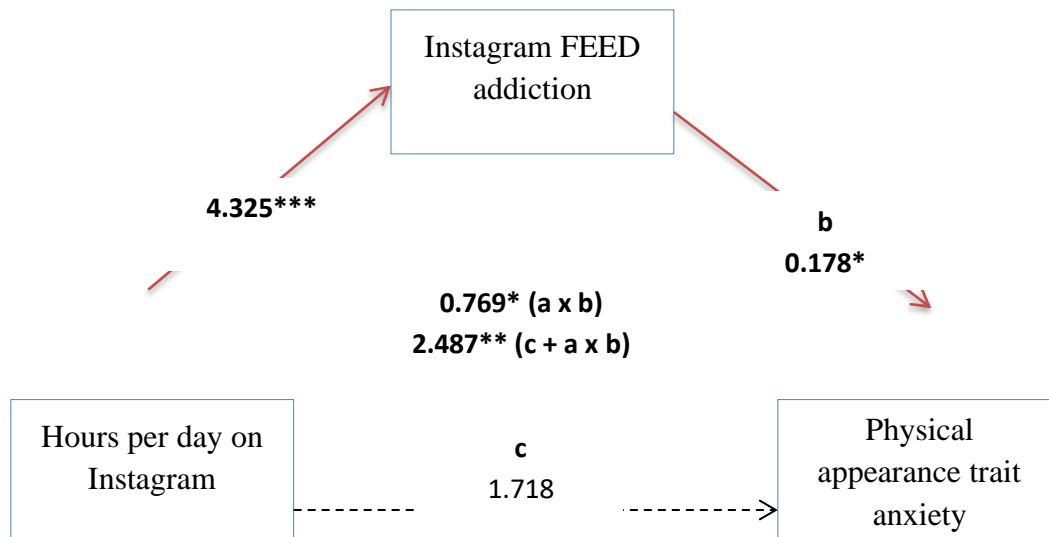 Instagram FEED
addiction
4.325***
b
0.178*
0.769* (a x b)
2.487** (c + a x b)
Hours per day on
Instagram
c
1.718
Physical
appearance trait
anxiety